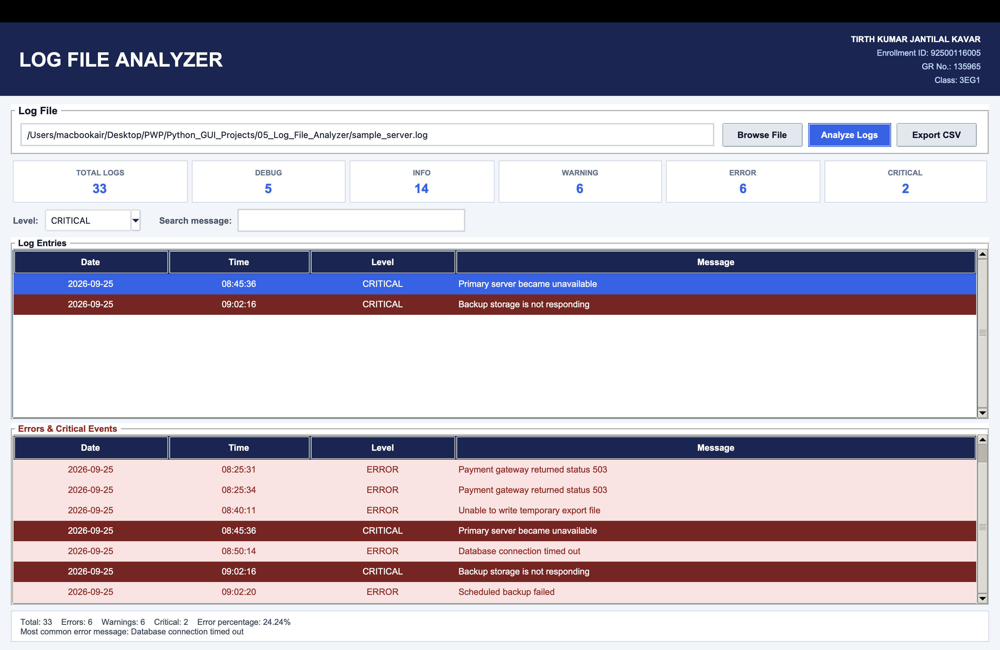 LOG FILE ANALYZER
TIRTH KUMAR JANTILAL KAVAR
Enrollment ID: 92500116005
GR No.: 135965
Class: 3EG1
Log File
/Users/macbookair/Desktop/PWP/Python_GUI_Projects/05_Log_File_Analyzer/sample_server.log
Browse File
Analyze Logs
Export CSV
TOTAL LOGS
33
DEBUG
5
INFO
14
WARNING
6
ERROR
6
CRITICAL
2
Level: CRITICAL
Search message:
Log Entries
Date Time Level Message
2026-09-25 08:45:36 CRITICAL Primary server became unavailable
2026-09-25 09:02:16 CRITICAL Backup storage is not responding
Errors & Critical Events
Date Time Level Message
2026-09-25 08:25:31 ERROR Payment gateway returned status 503
2026-09-25 08:25:34 ERROR Payment gateway returned status 503
2026-09-25 08:40:11 ERROR Unable to write temporary export file
2026-09-25 08:45:36 CRITICAL Primary server became unavailable
2026-09-25 08:50:14 ERROR Database connection timed out
2026-09-25 09:02:16 CRITICAL Backup storage is not responding
2026-09-25 09:02:20 ERROR Scheduled backup failed
Total: 33 Errors: 6 Warnings: 6 Critical: 2 Error percentage: 24.24%
Most common error message: Database connection timed out